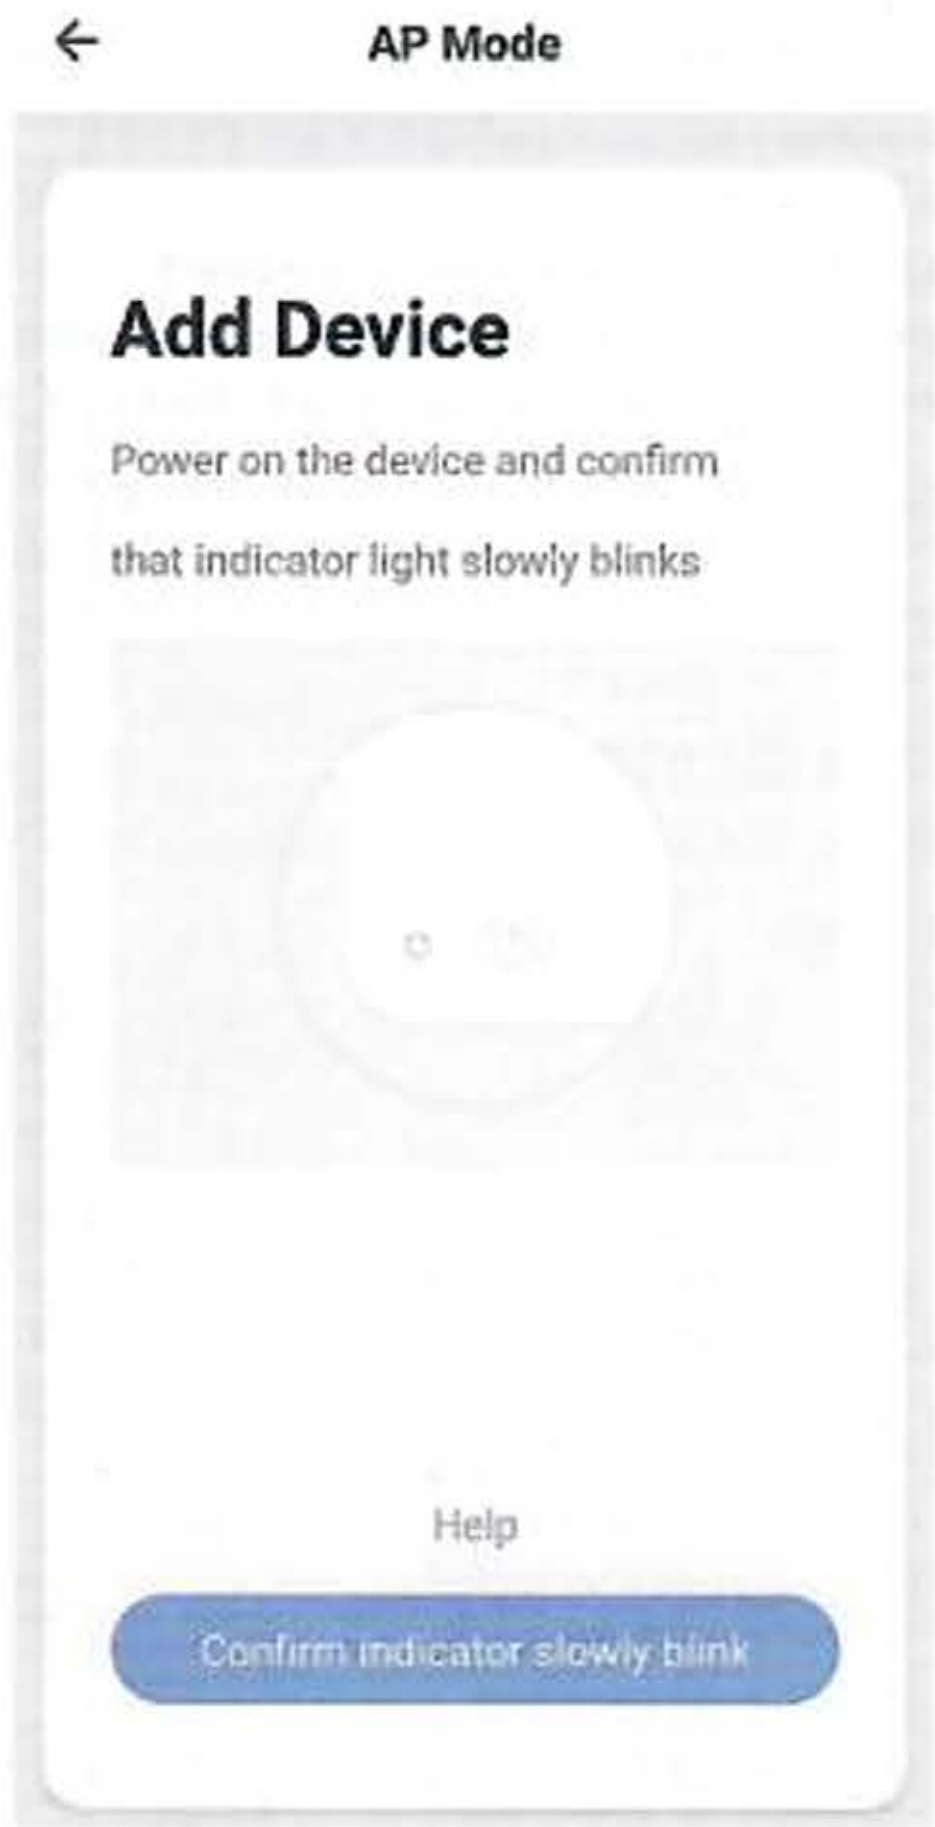 AP Mode
Add Device
Power on the device and confirm
that indicator light slowly blinks
Help
Confirm indicator slowly blink